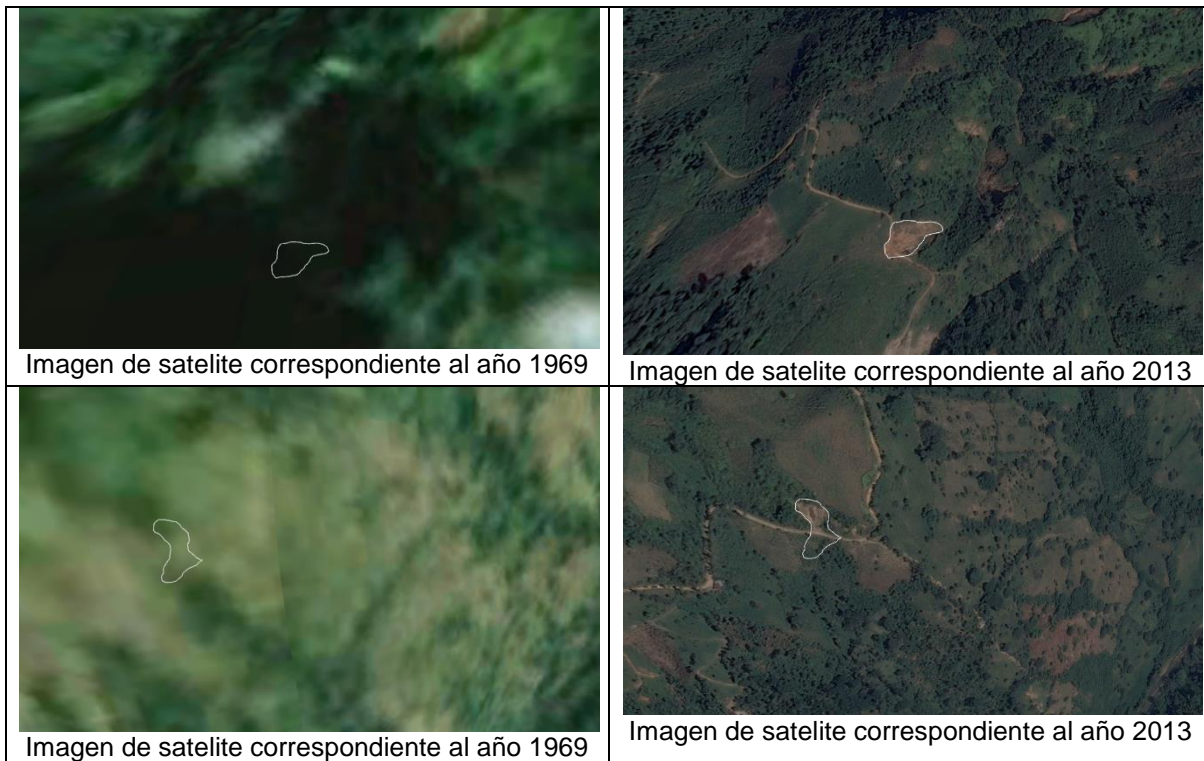 Imagen de satelite correspondiente al año 1969
Imagen de satelite correspondiente al año 2013
Imagen de satelite correspondiente al año 1969
Imagen de satelite correspondiente al año 2013